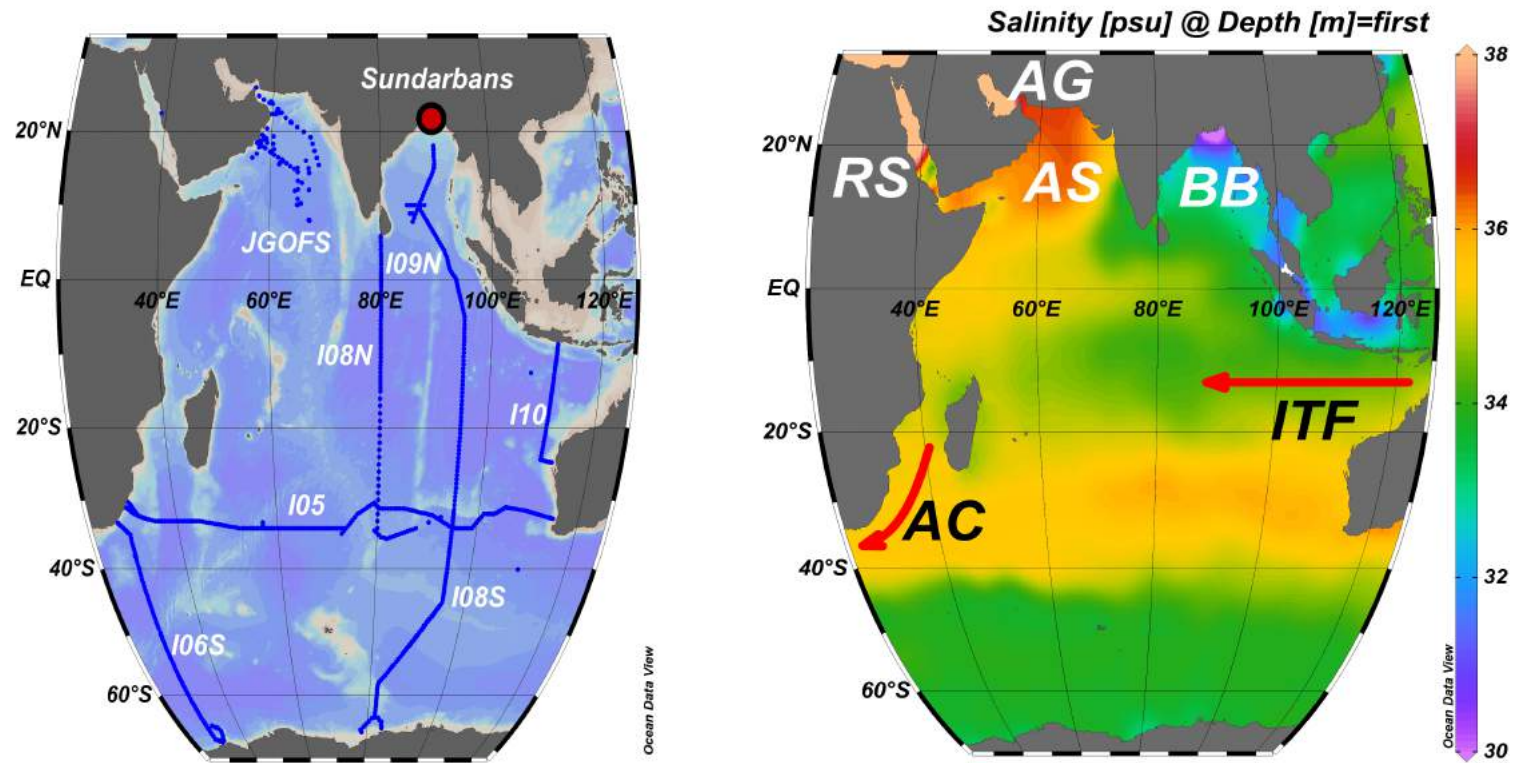 Sundarbans
20°N
JGOFS
I09N
EQ
40°E
60°E
80°E
100°E
120°E
I08N
I10
20°S
I05
40°S
I08S
I06S
60°S
Ocean Data View
Salinity [psu] @ Depth [m]=first
AG
20°N
RS
AS
BB
EQ
40°E
60°E
80°E
100°E
120°E
ITF
20°S
AC
40°S
60°S
Ocean Data View
38
36
34
32
30